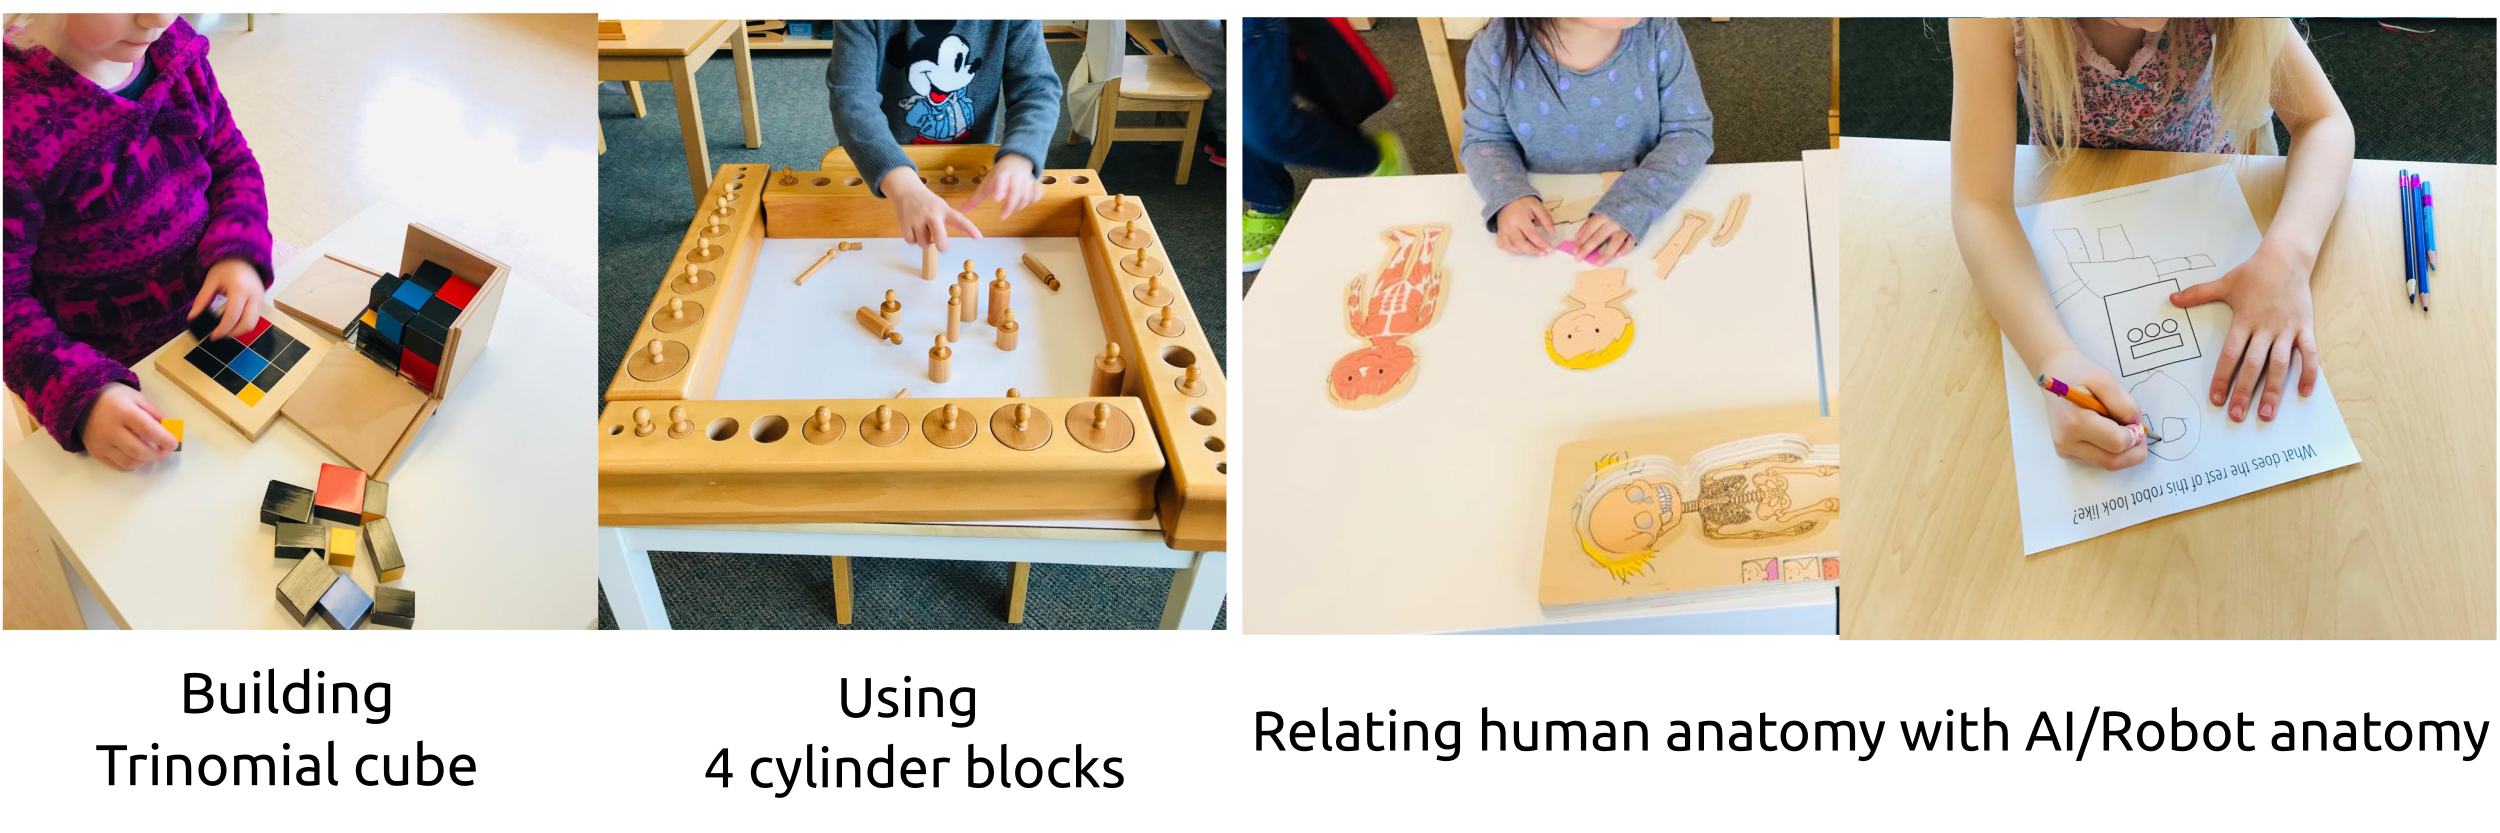 What does the rest of this robot look like?
Building
Trinomial cube
Using
4 cylinder blocks
Relating human anatomy with AI/Robot anatomy